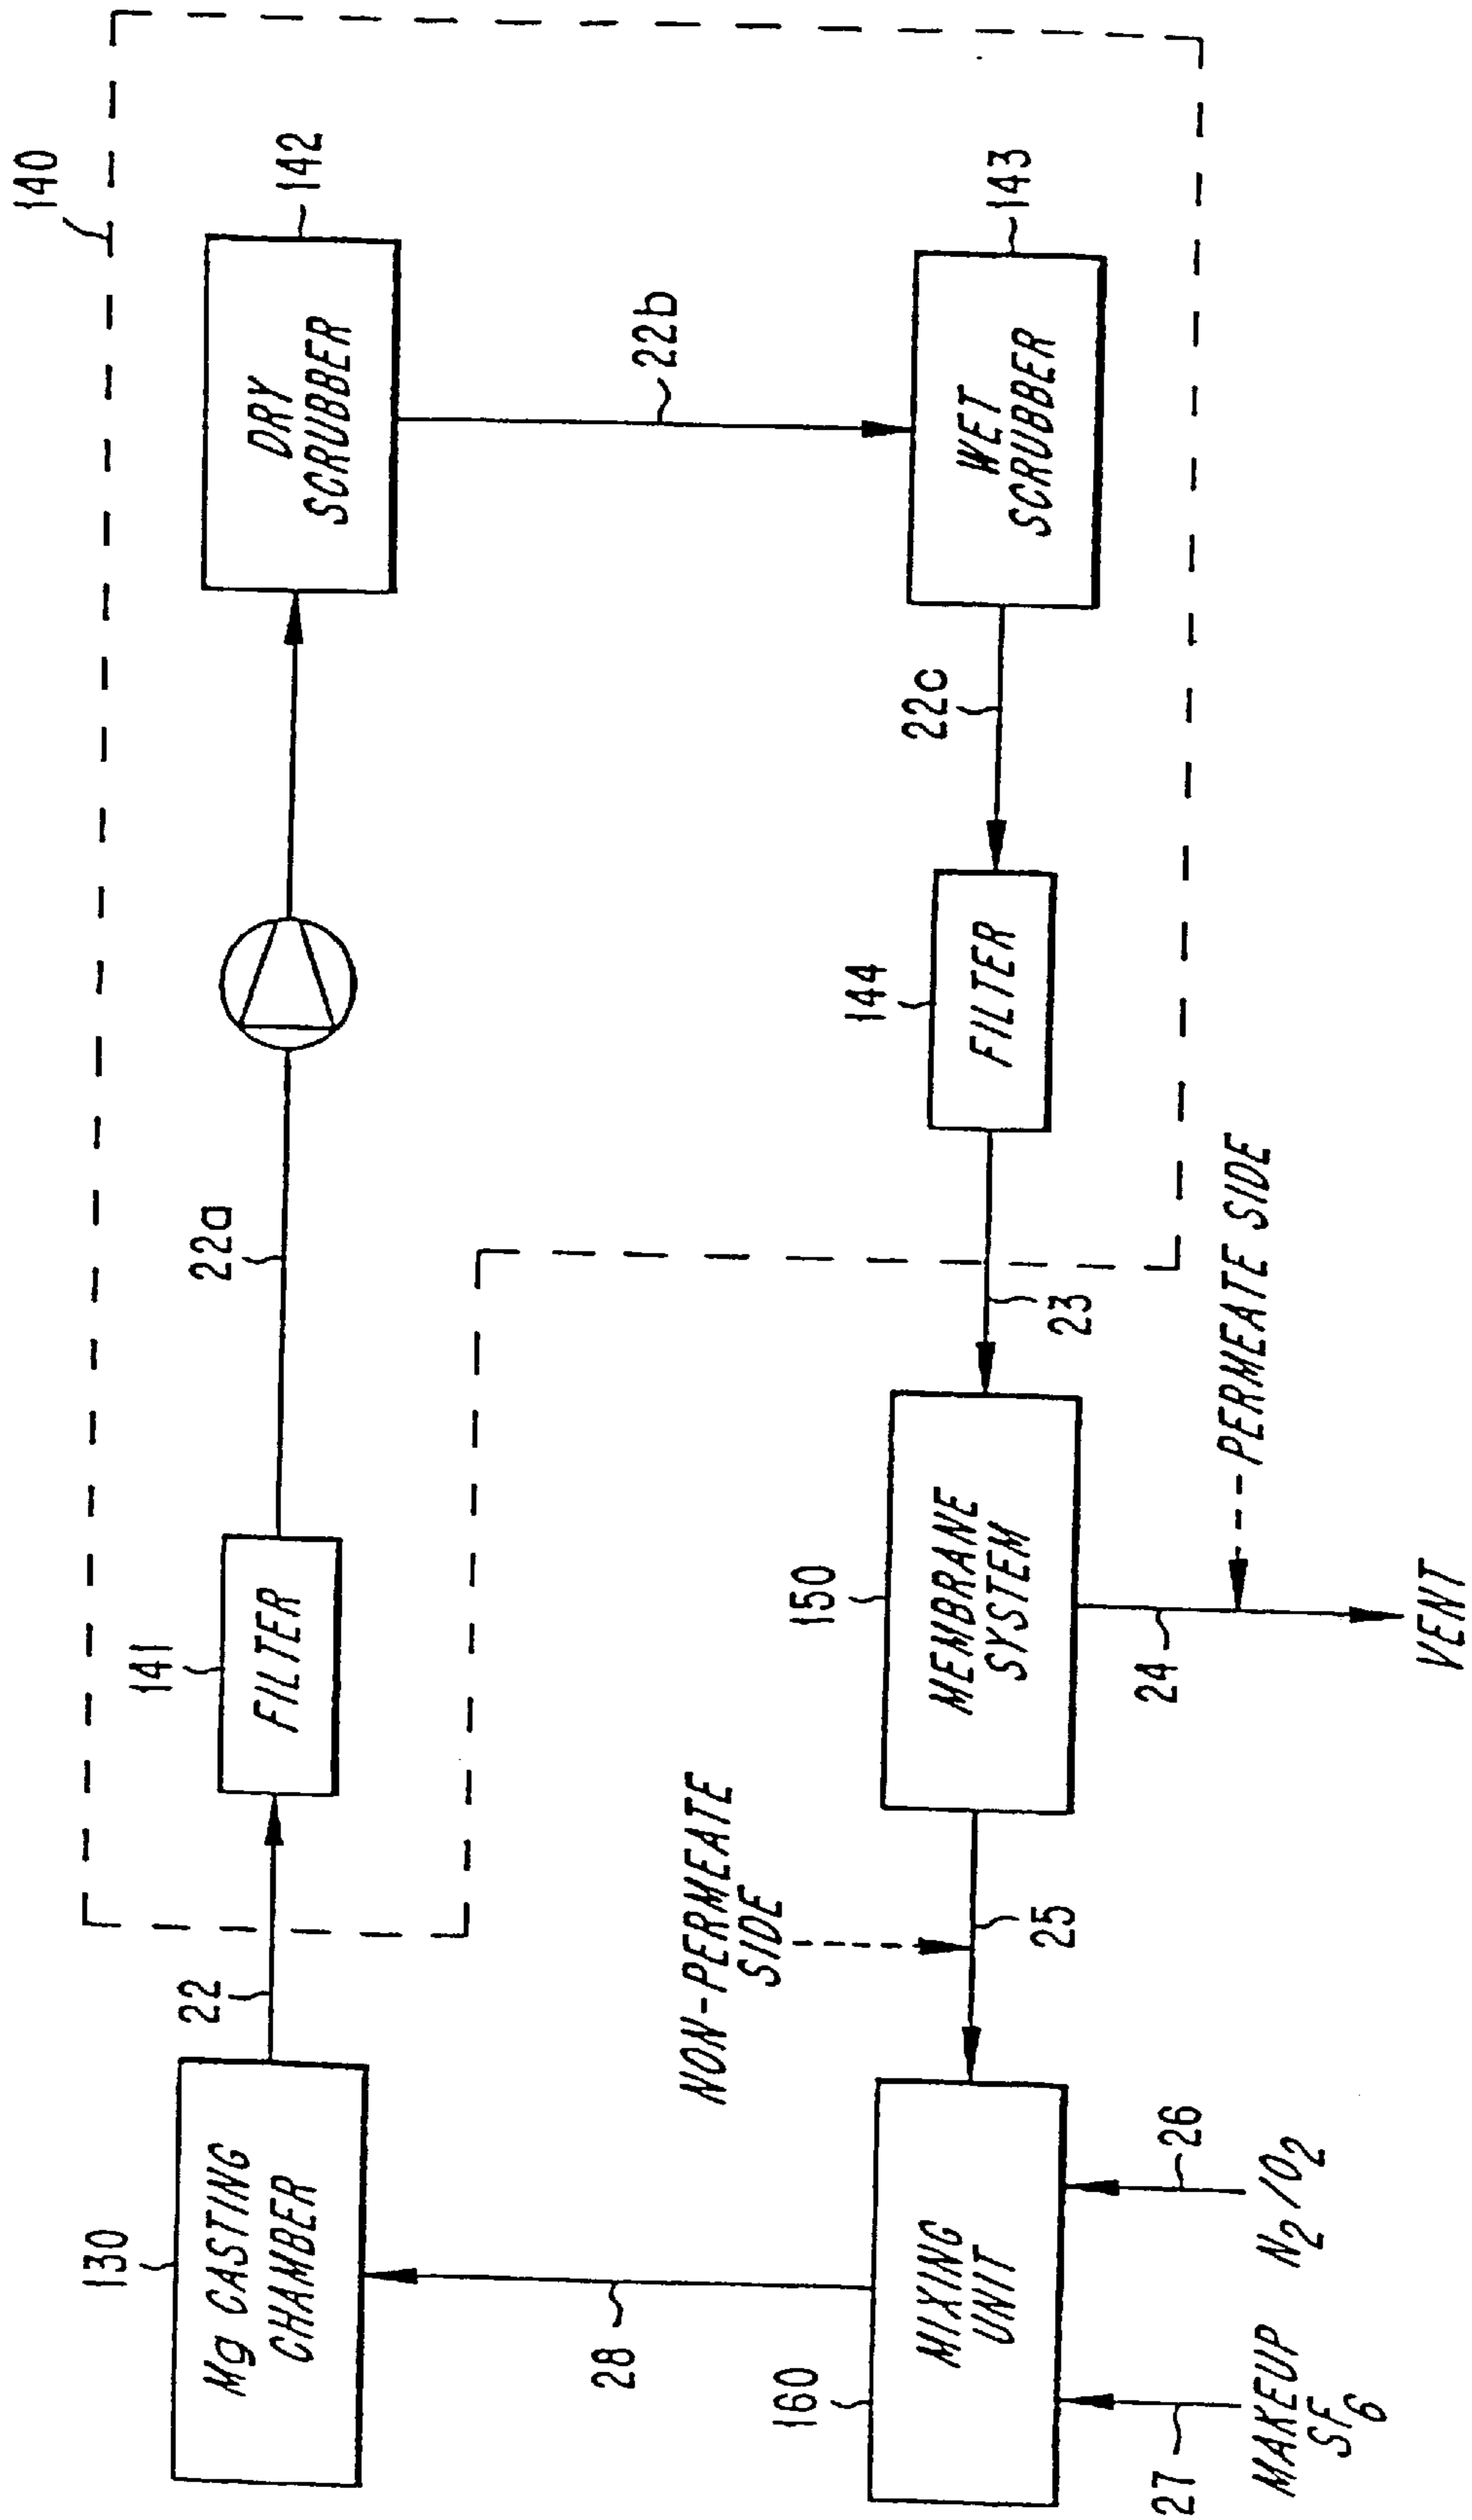 140
130
Mg CASTING
CHAMBER
22
141
FILTER
22a
142
DRY
SCRUBBER
22b
28
NON-PERMEATE
SIDE
160
MIXING
UNIT
25
150
MEMBRANE
SYSTEM
23
144
FILTER
22c
143
WET
SCRUBBER
27
MAKEUP
SF6
26
N2/O2
24
PERMEATE SIDE
VENT